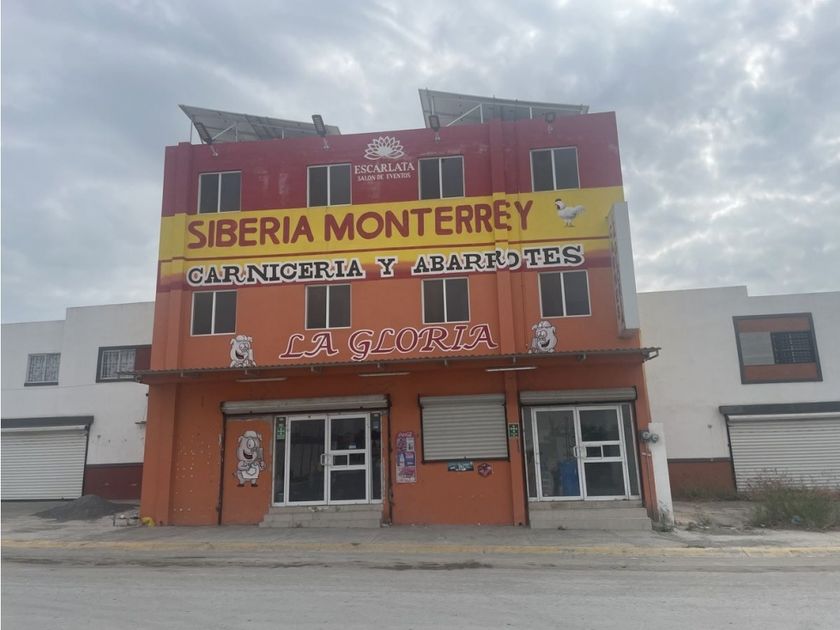 ESCARLATA
SALON DE EVENTOS
SIBERIA MONTERREY
CARNICERIA Y ABARROTES
LA GLORIA